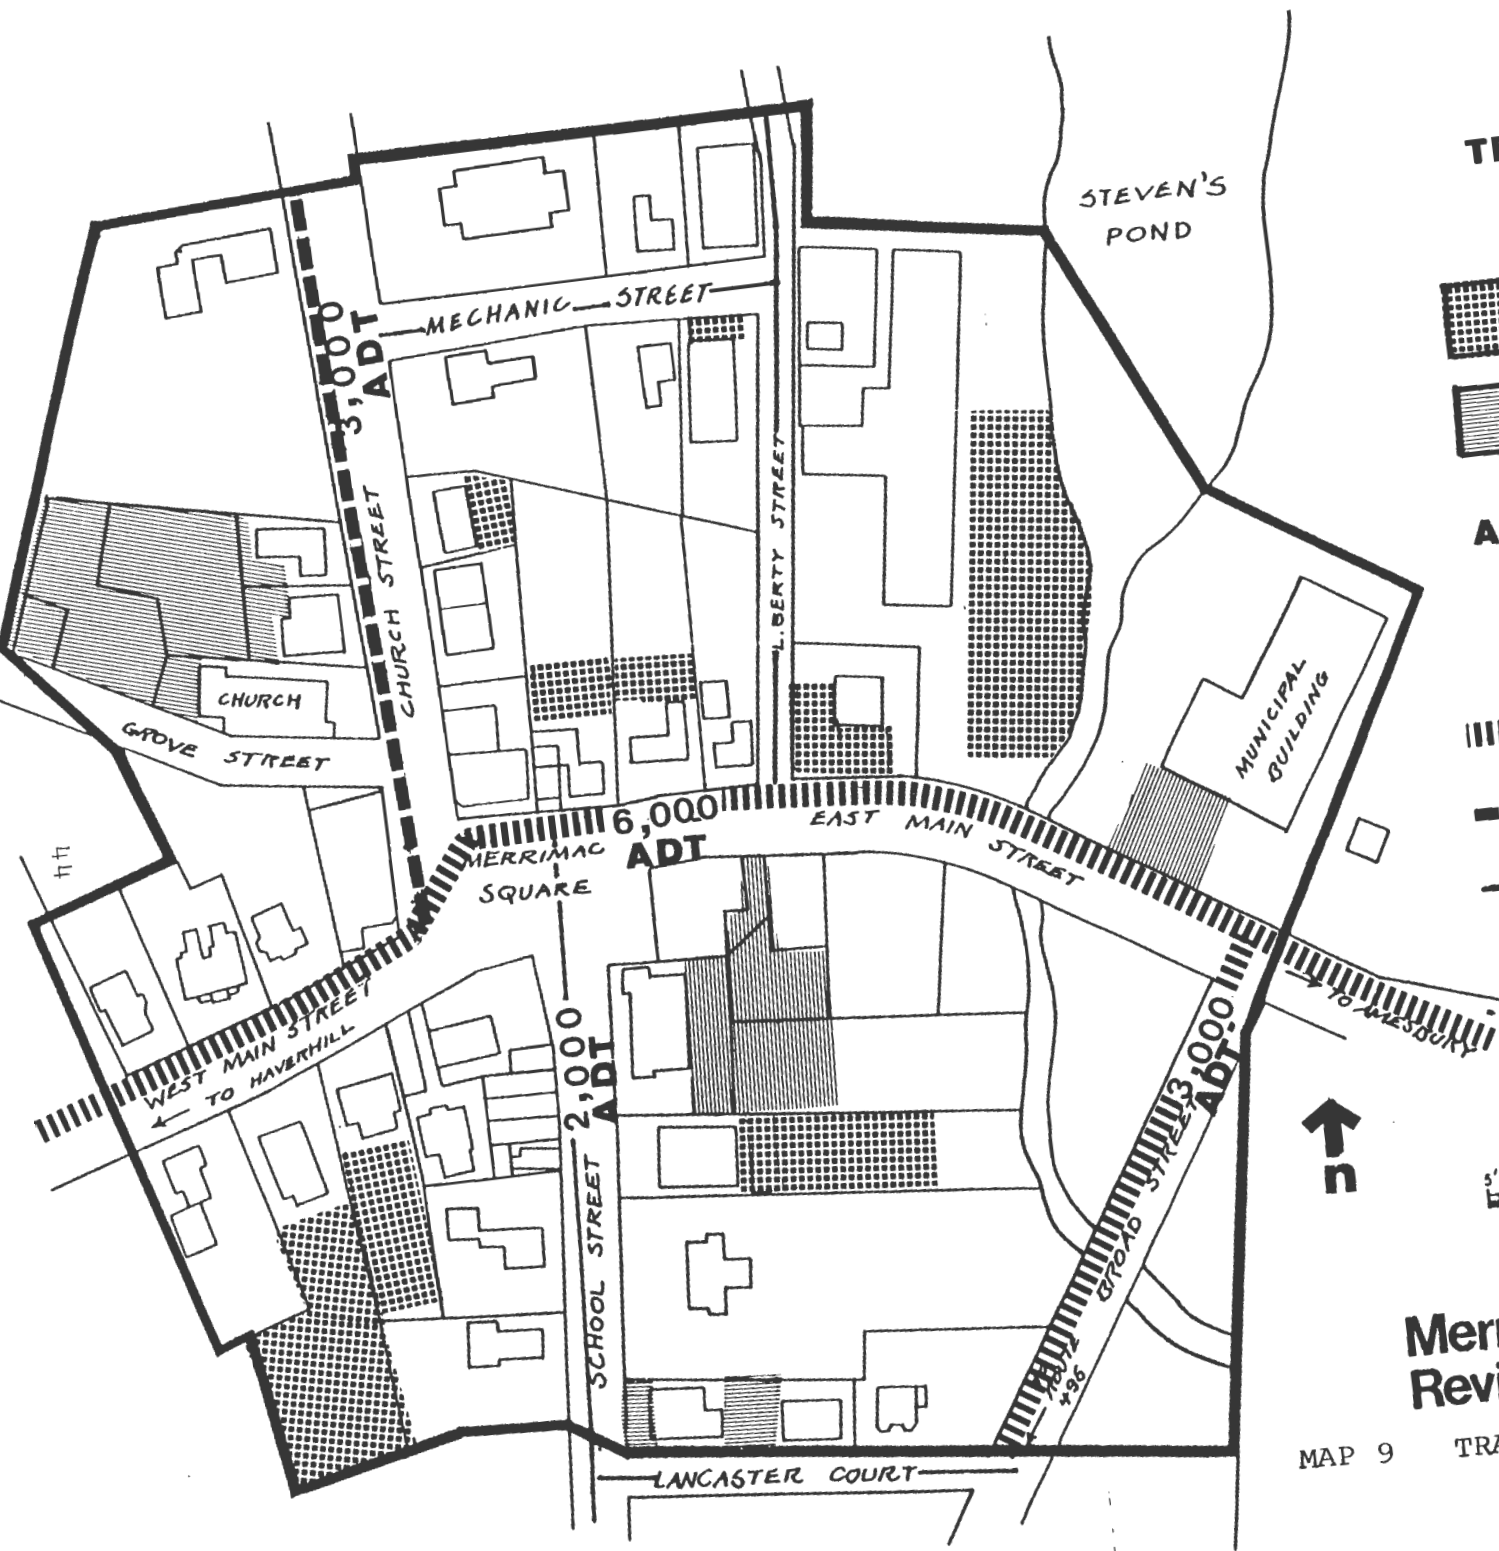 STEVEN'S
POND
MECHANIC STREET
3,000
ADT
CHURCH STREET
LIBERTY STREET
CHURCH
GROVE STREET
MUNICIPAL
BUILDING
6,000
ADT
EAST MAIN STREET
MERRIMAC
SQUARE
44
WEST MAIN STREET
← TO HAVERHILL
→ TO AMESBURY
2,000
ADT
SCHOOL STREET
3,000
ADT
BROAD STREET
ROUTE
496
n
LANCASTER COURT
MAP 9